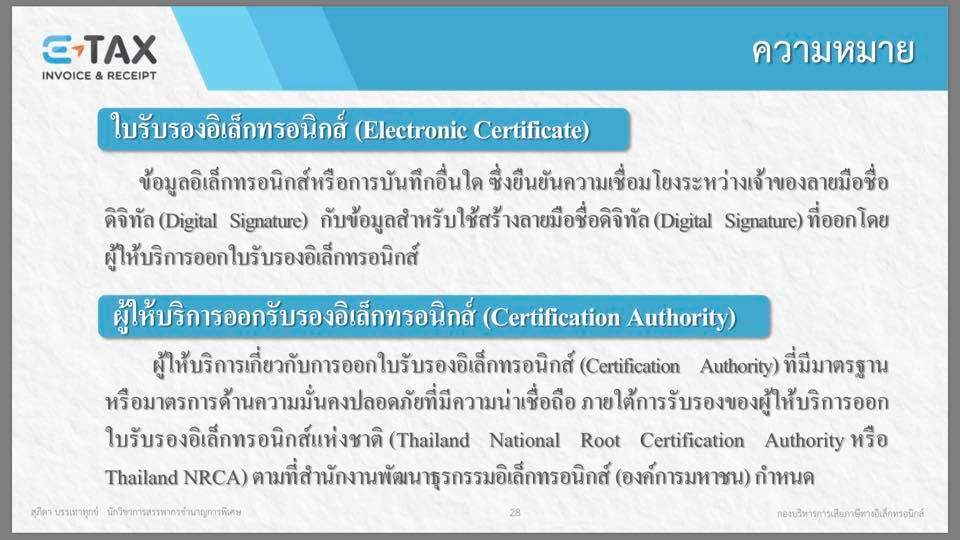 E-TAX
INVOICE & RECEIPT
ความหมาย
ใบรับรองอิเล็กทรอนิกส์ (Electronic Certificate)
ข้อมูลอิเล็กทรอนิกส์หรือการบันทึกอื่นใด ซึ่งยืนยันความเชื่อมโยงระหว่างเจ้าของลายมือชื่อ
ดิจิทัล (Digital Signature) กับข้อมูลสำหรับใช้สร้างลายมือชื่อดิจิทัล (Digital Signature) ที่ออกโดย
ผู้ให้บริการออกใบรับรองอิเล็กทรอนิกส์
ผู้ให้บริการออกรับรองอิเล็กทรอนิกส์ (Certification Authority)
ผู้ให้บริการเกี่ยวกับการออกใบรับรองอิเล็กทรอนิกส์ (Certification Authority) ที่มีมาตรฐาน
หรือมาตรการด้านความมั่นคงปลอดภัยที่มีความน่าเชื่อถือ ภายใต้การรับรองของผู้ให้บริการออก
ใบรับรองอิเล็กทรอนิกส์แห่งชาติ (Thailand National Root Certification Authority หรือ
Thailand NRCA) ตามที่สำนักงานพัฒนาธุรกรรมอิเล็กทรอนิกส์ (องค์การมหาชน) กำหนด
สุภิดา บรรเทาทุกข์ นักวิชาการสรรพากรชำนาญการพิเศษ
28
กองบริหารการเสียภาษีทางอิเล็กทรอนิกส์